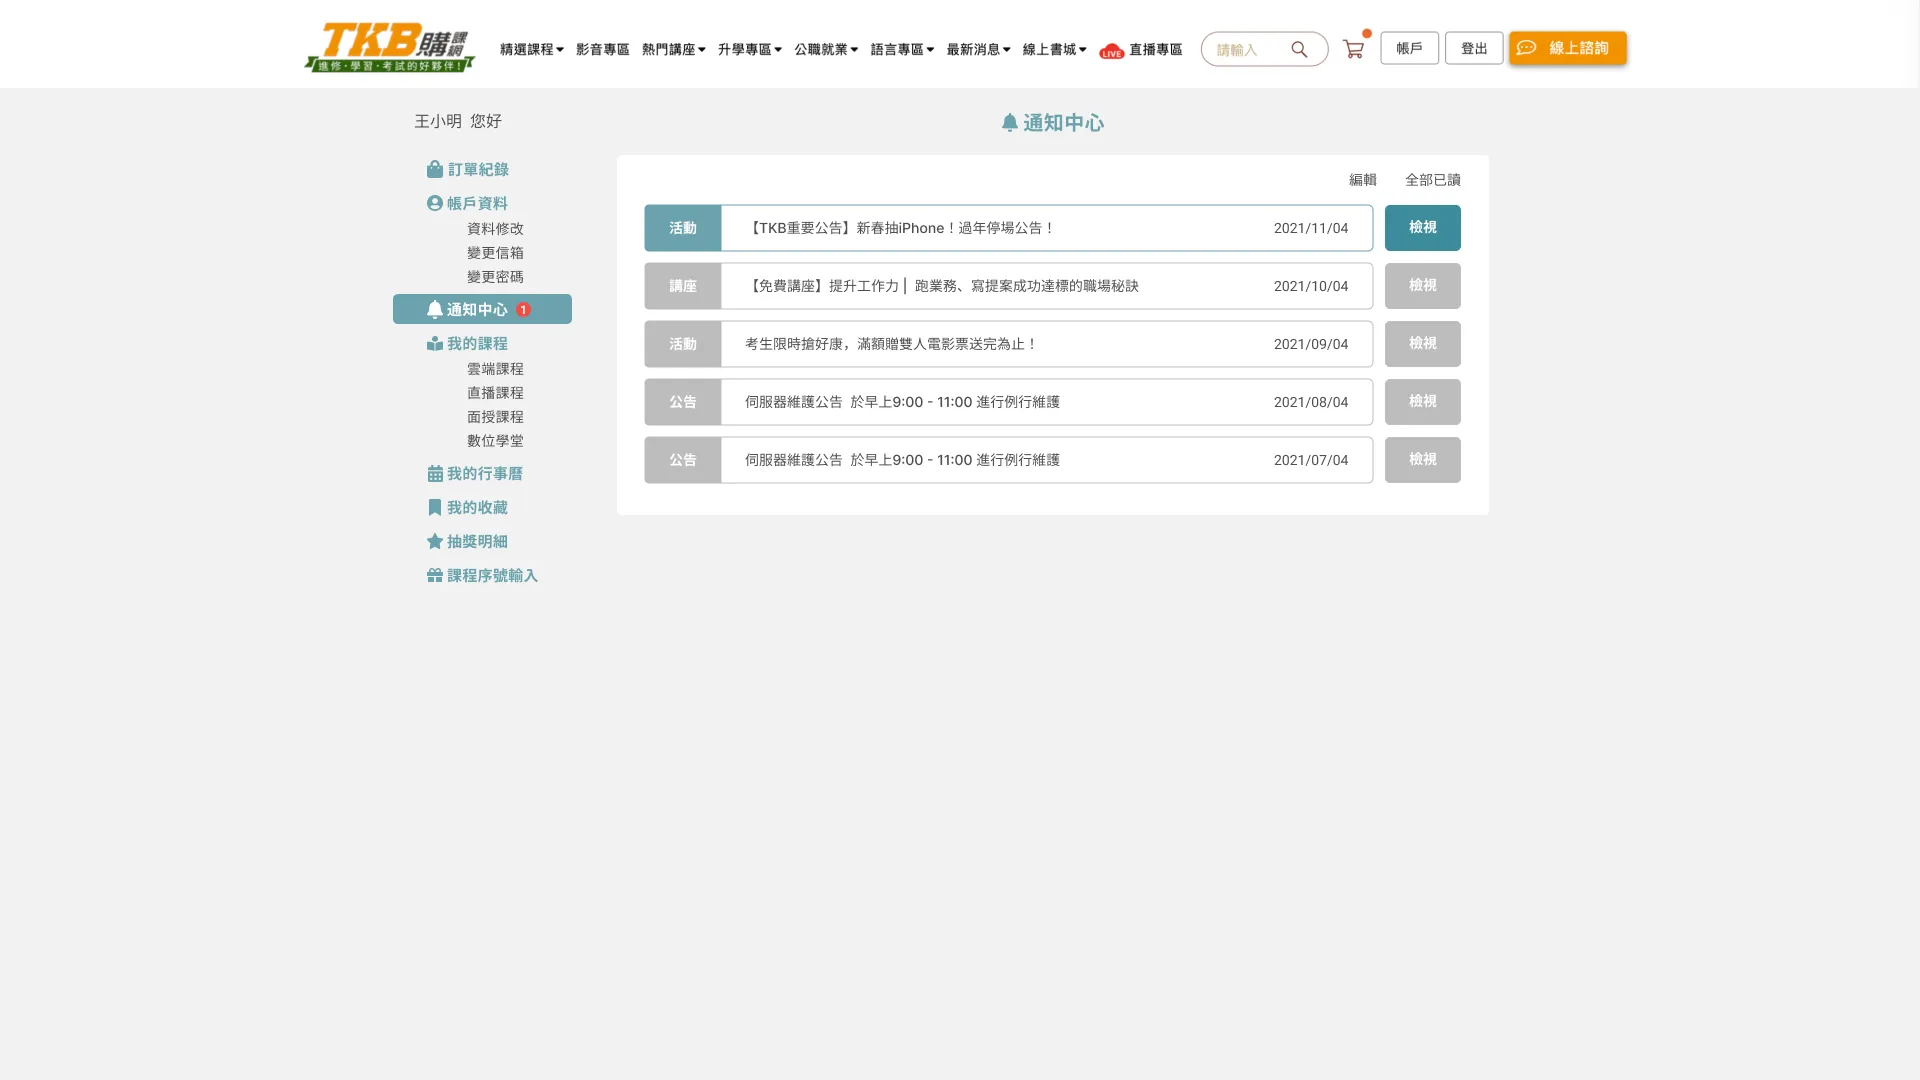 TKB購課網
進修·學習·考試的好夥伴!
精選課程 影音專區 熱門講座 升學專區 公職就業 語言專區 最新消息 線上書城 LIVE 直播專區 請輸入 帳戶 登出 線上諮詢
王小明 您好
訂單紀錄
帳戶資料
資料修改
變更信箱
變更密碼
通知中心 1
我的課程
雲端課程
直播課程
面授課程
數位學堂
我的行事曆
我的收藏
抽獎明細
課程序號輸入
通知中心
編輯 全部已讀
活動 【TKB重要公告】新春抽iPhone!過年停場公告! 2021/11/04 檢視
講座 【免費講座】提升工作力│ 跑業務、寫提案成功達標的職場秘訣 2021/10/04 檢視
活動 考生限時搶好康,滿額贈雙人電影票送完為止! 2021/09/04 檢視
公告 伺服器維護公告 於早上9:00 - 11:00 進行例行維護 2021/08/04 檢視
公告 伺服器維護公告 於早上9:00 - 11:00 進行例行維護 2021/07/04 檢視